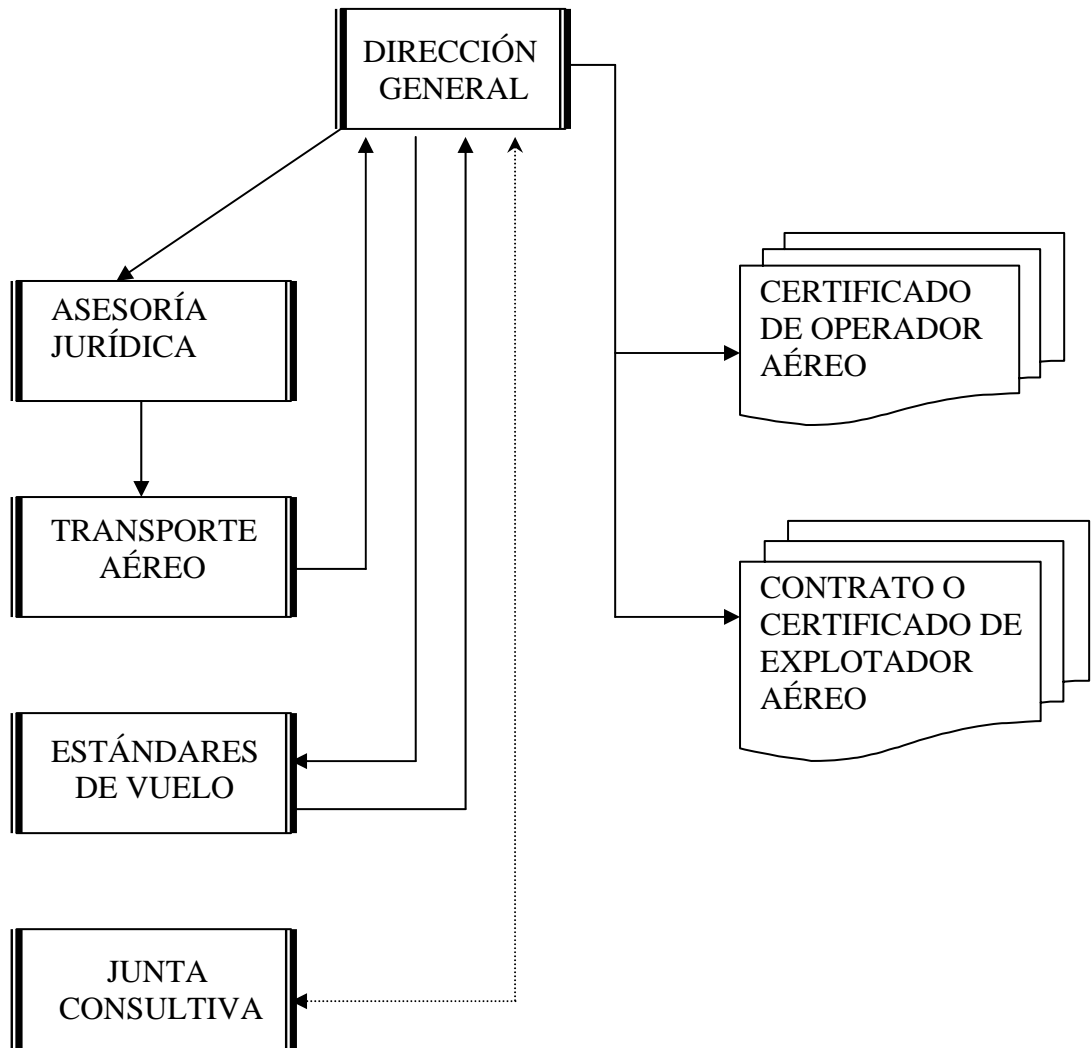 DIRECCIÓN
GENERAL
ASESORÍA
JURÍDICA
TRANSPORTE
AÉREO
ESTÁNDARES
DE VUELO
JUNTA
CONSULTIVA
CERTIFICADO
DE OPERADOR
AÉREO
CONTRATO O
CERTIFICADO DE
EXPLOTADOR
AÉREO